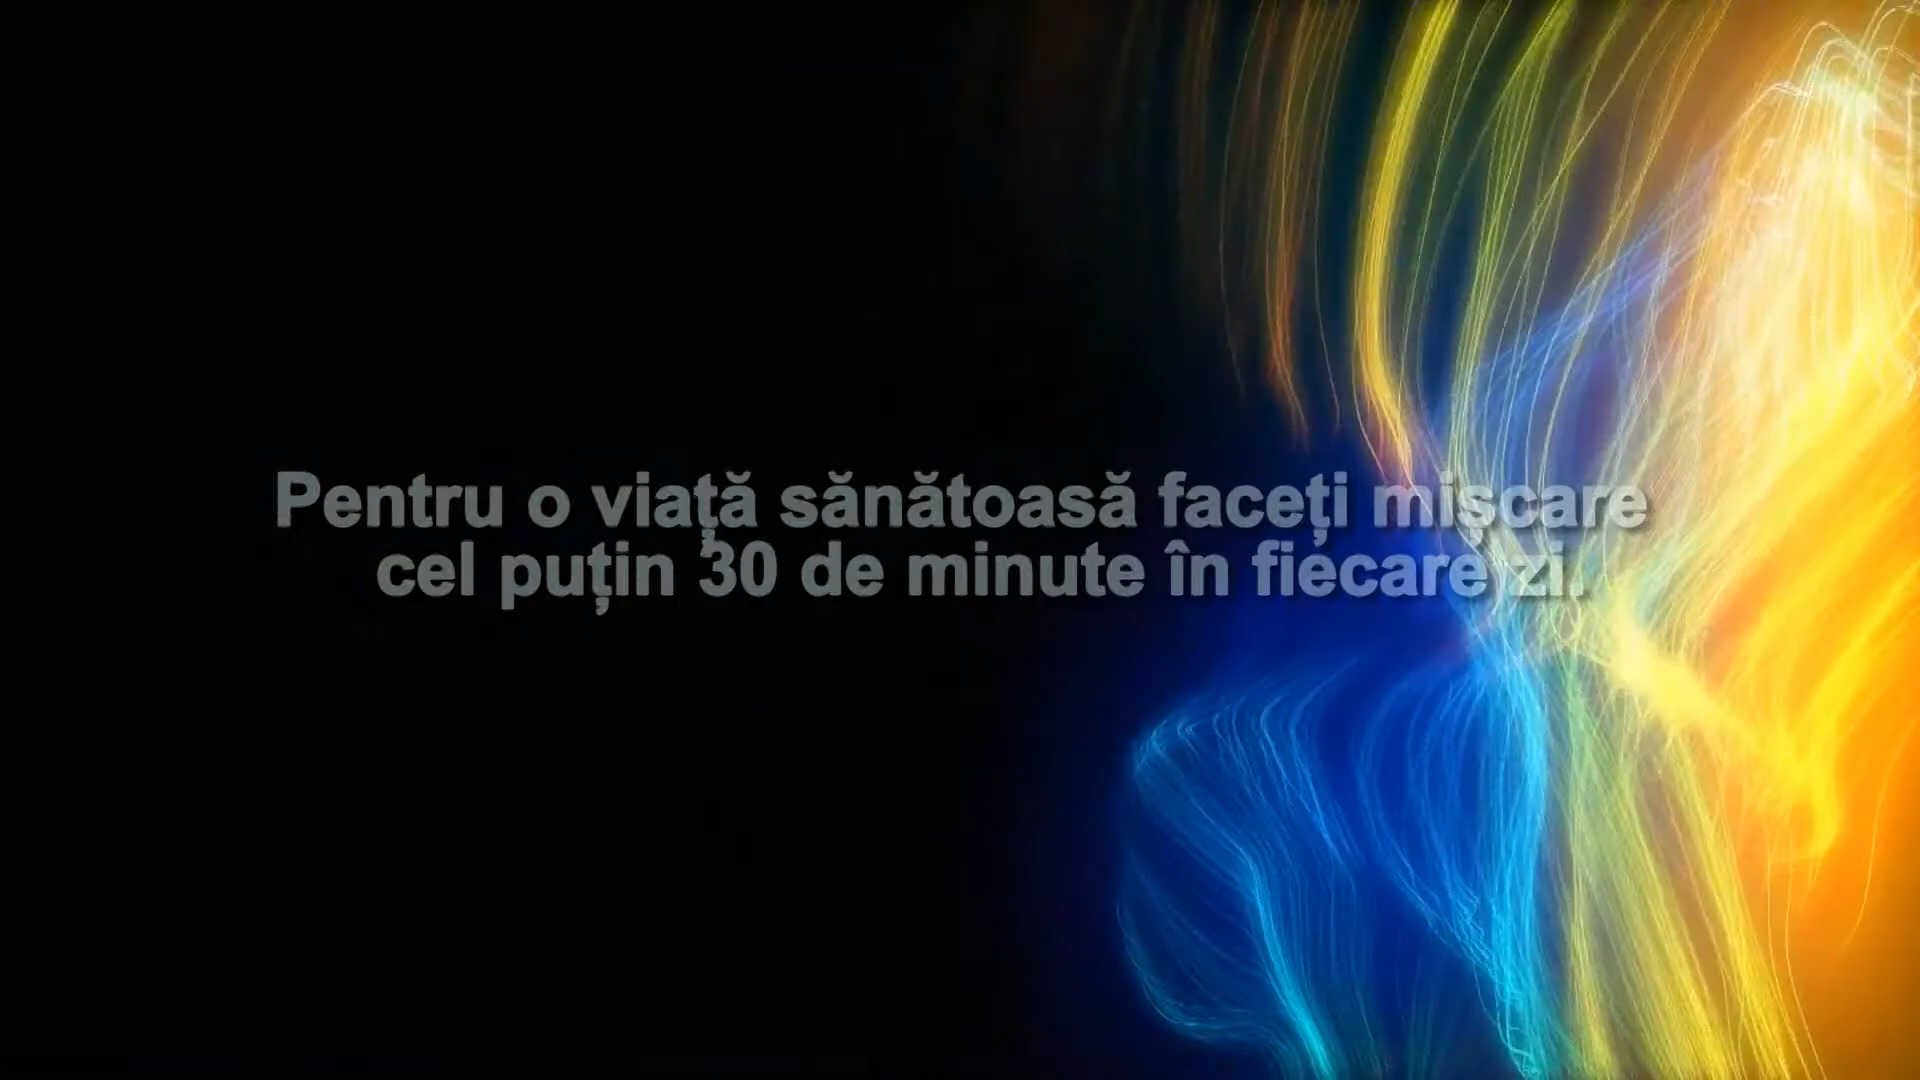 Pentru o viață sănătoasă faceți mișcare
cel puțin 30 de minute în fiecare zi.